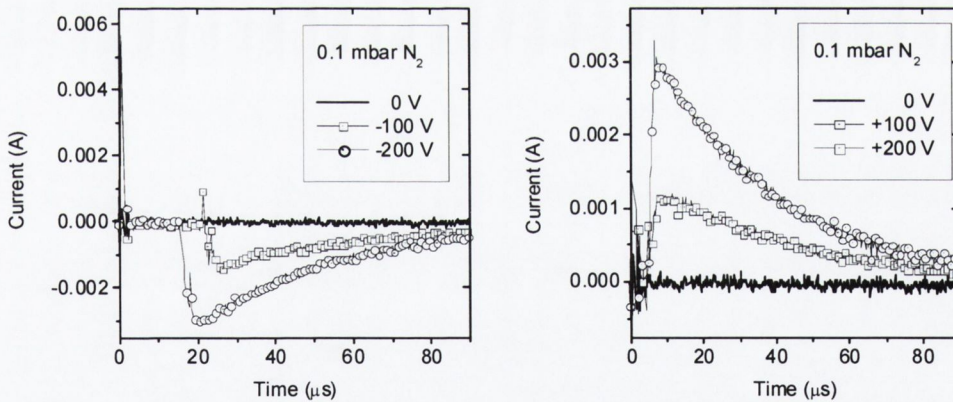 0.006
0.004
0.002
0.000
-0.002
Current (A)
0.1 mbar N₂
0 V
-100 V
-200 V
0
20
40
60
80
Time (μs)
0.003
0.002
0.001
0.000
Current (A)
0.1 mbar N₂
0 V
+100 V
+200 V
0
20
40
60
80
Time (μs)